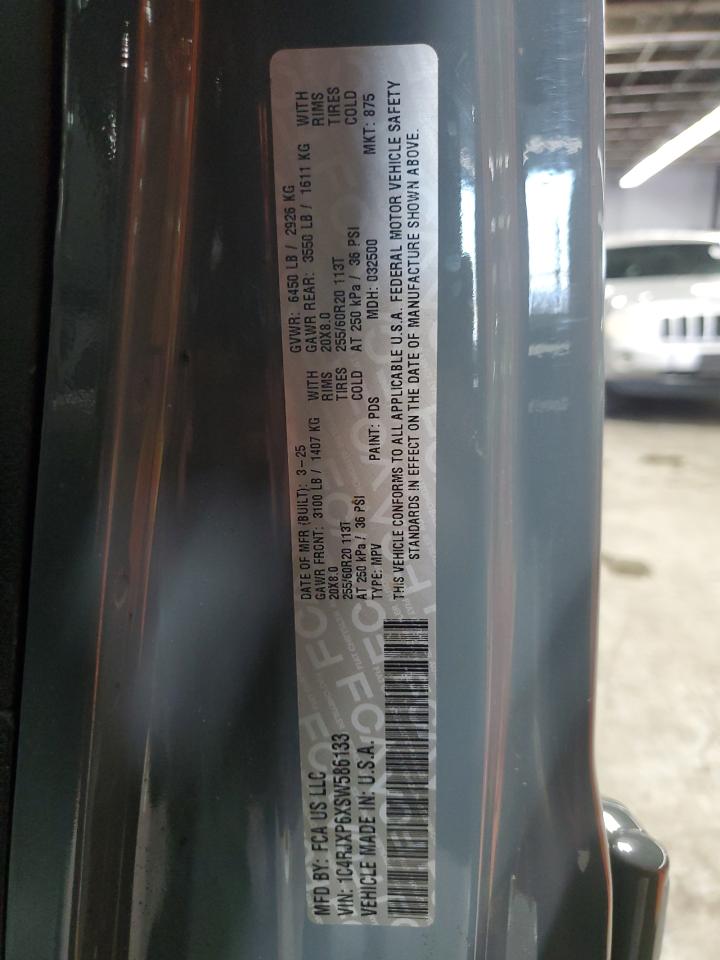 MFD BY: FCA US LLC
VIN: 1C4RJXP6XSW586133
VEHICLE MADE IN: U.S.A.
DATE OF MFR (BUILT): 3-25
GAWR FRONT: 3100 LB / 1407 KG WITH
20X8.0 RIMS
255/60R20 113T TIRES
AT 250 kPa / 36 PSI COLD
TYPE: MPV PAINT: PDS
GVWR: 6450 LB / 2926 KG
GAWR REAR: 3550 LB / 1611 KG WITH
20X8.0 RIMS
255/60R20 113T TIRES
AT 250 kPa / 36 PSI COLD
MDH: 032500 MKT: 875
THIS VEHICLE CONFORMS TO ALL APPLICABLE U.S.A. FEDERAL MOTOR VEHICLE SAFETY
STANDARDS IN EFFECT ON THE DATE OF MANUFACTURE SHOWN ABOVE.